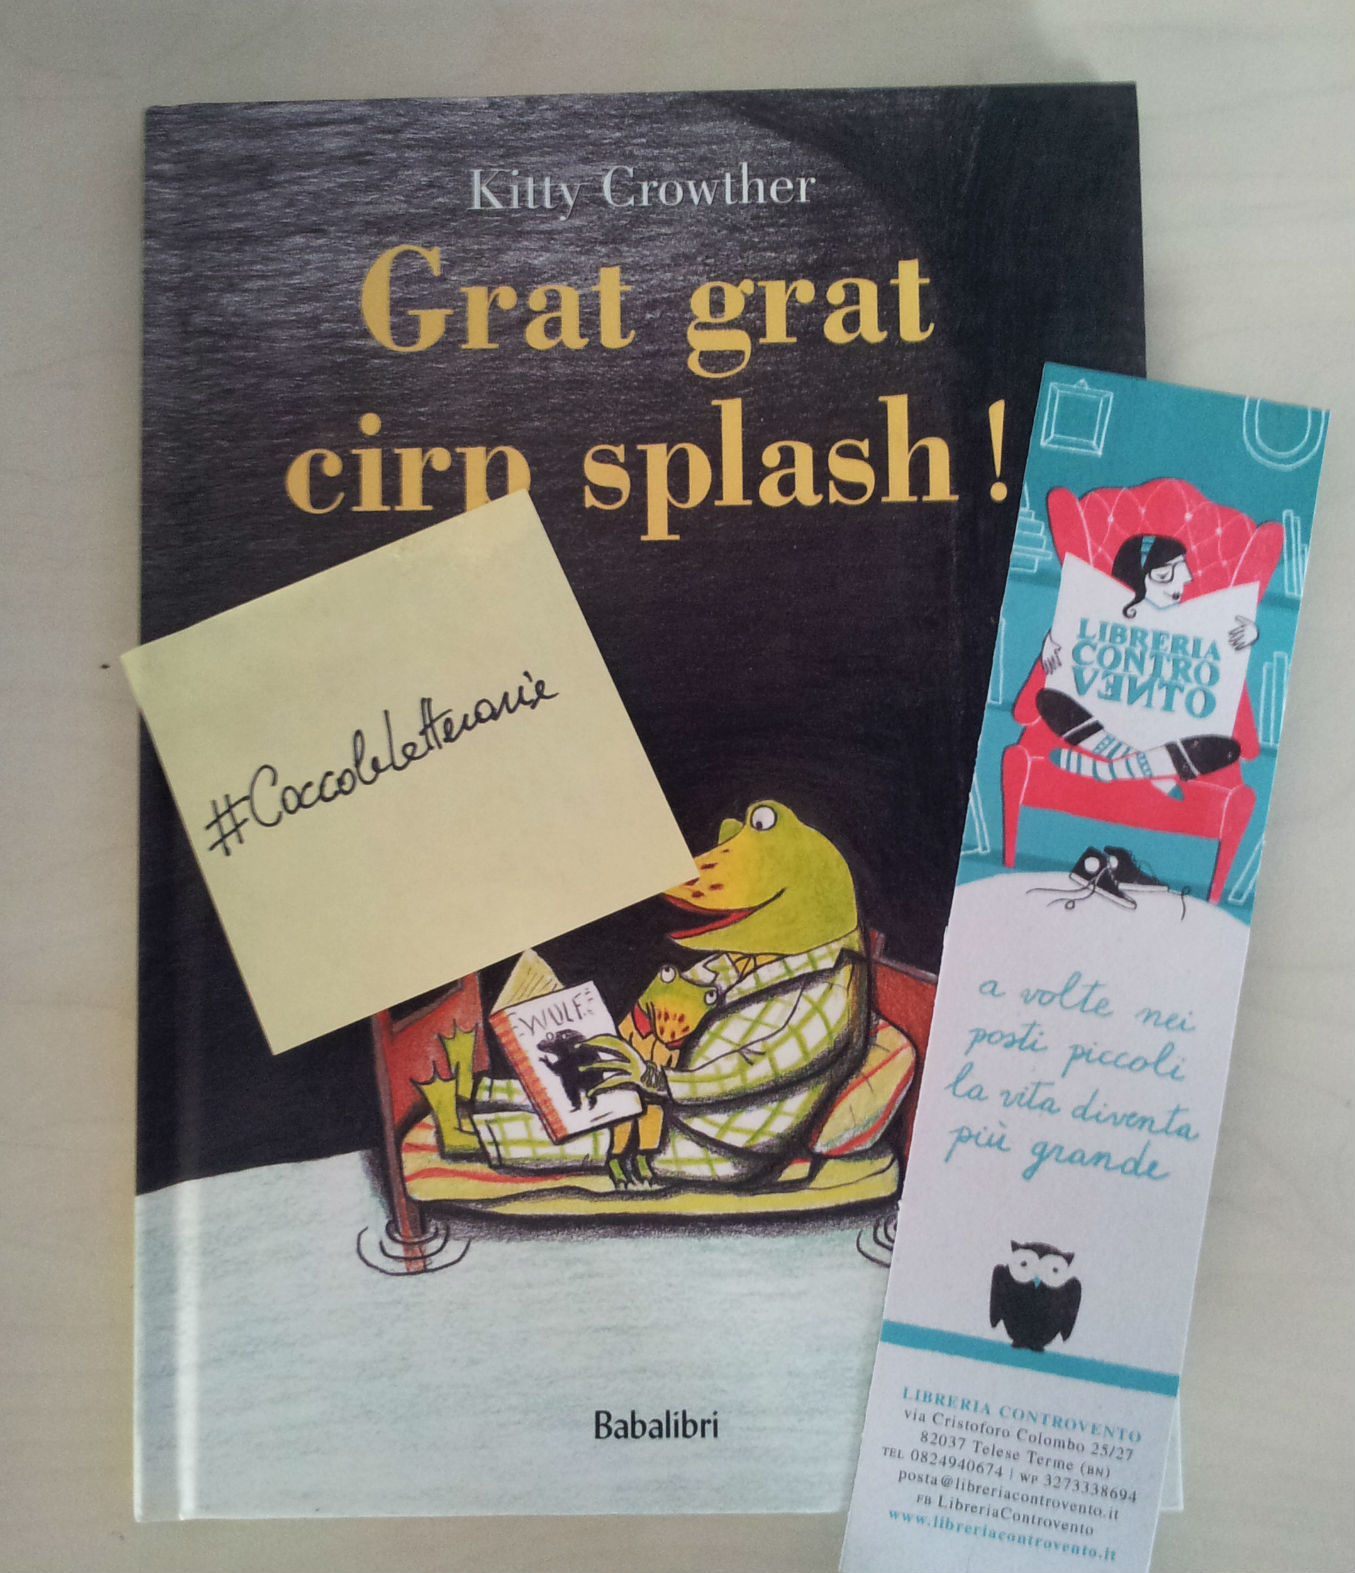 Kitty Crowther
Grat grat
cirp splash !
#CoccoleLetterarie
WULF
Babalibri
LIBRERIA
CONTRO
VENTO
a volte nei
posti piccoli
la vita diventa
più grande
LIBRERIA CONTROVENTO
via Cristoforo Colombo 25/27
82037 Telese Terme (BN)
TEL 0824940674 | WP 3273338694
posta@libreriacontrovento.it
FB LibreriaControvento
www.libreriacontrovento.it